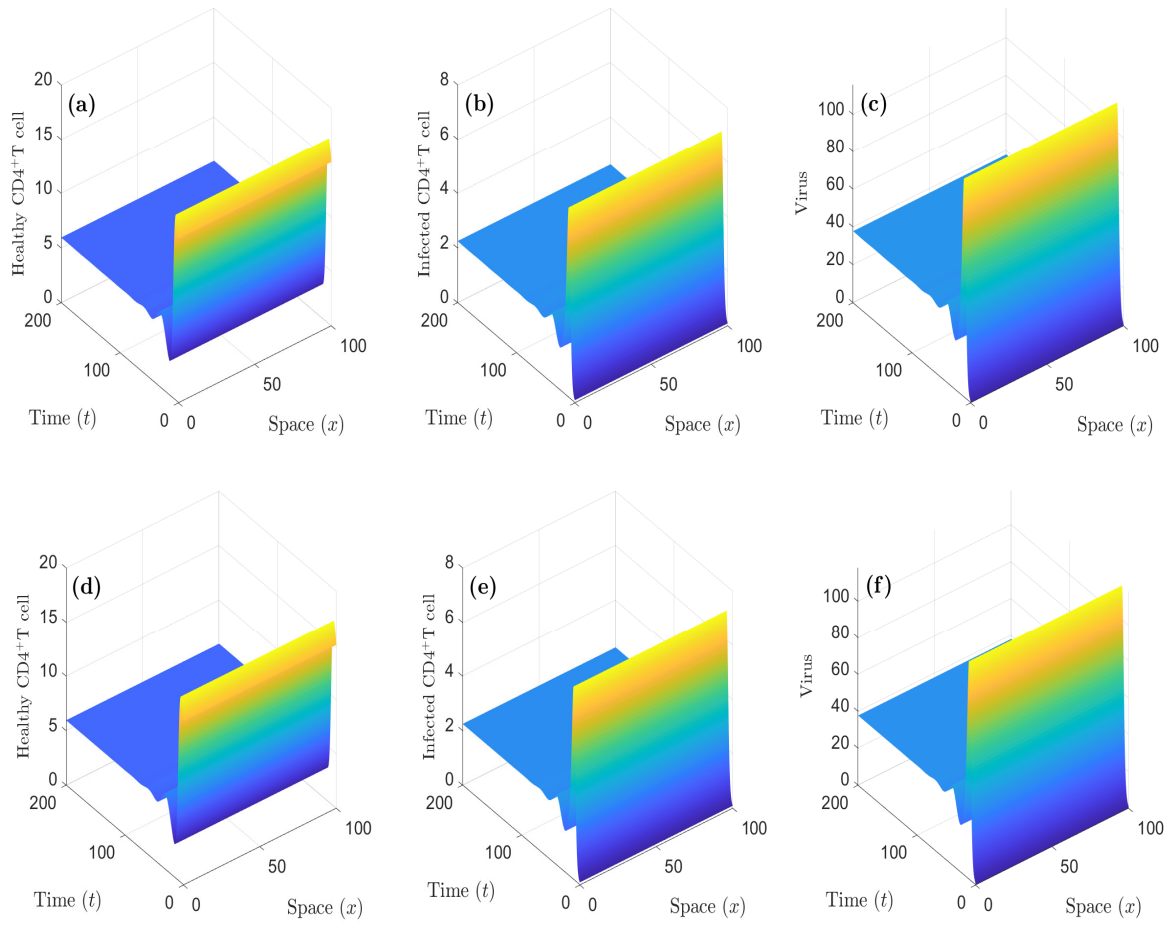 (a)
Healthy CD4⁺T cell
20
15
10
5
0
200
100
0
Time (t)
0
50
100
Space (x)
(b)
Infected CD4⁺T cell
8
6
4
2
0
200
100
0
Time (t)
0
50
100
Space (x)
(c)
Virus
100
80
60
40
20
0
200
100
0
Time (t)
0
50
100
Space (x)
(d)
Healthy CD4⁺T cell
20
15
10
5
0
200
100
0
Time (t)
0
50
100
Space (x)
(e)
Infected CD4⁺T cell
8
6
4
2
0
200
100
0
Time (t)
0
50
100
Space (x)
(f)
Virus
100
80
60
40
20
0
200
100
0
Time (t)
0
50
100
Space (x)